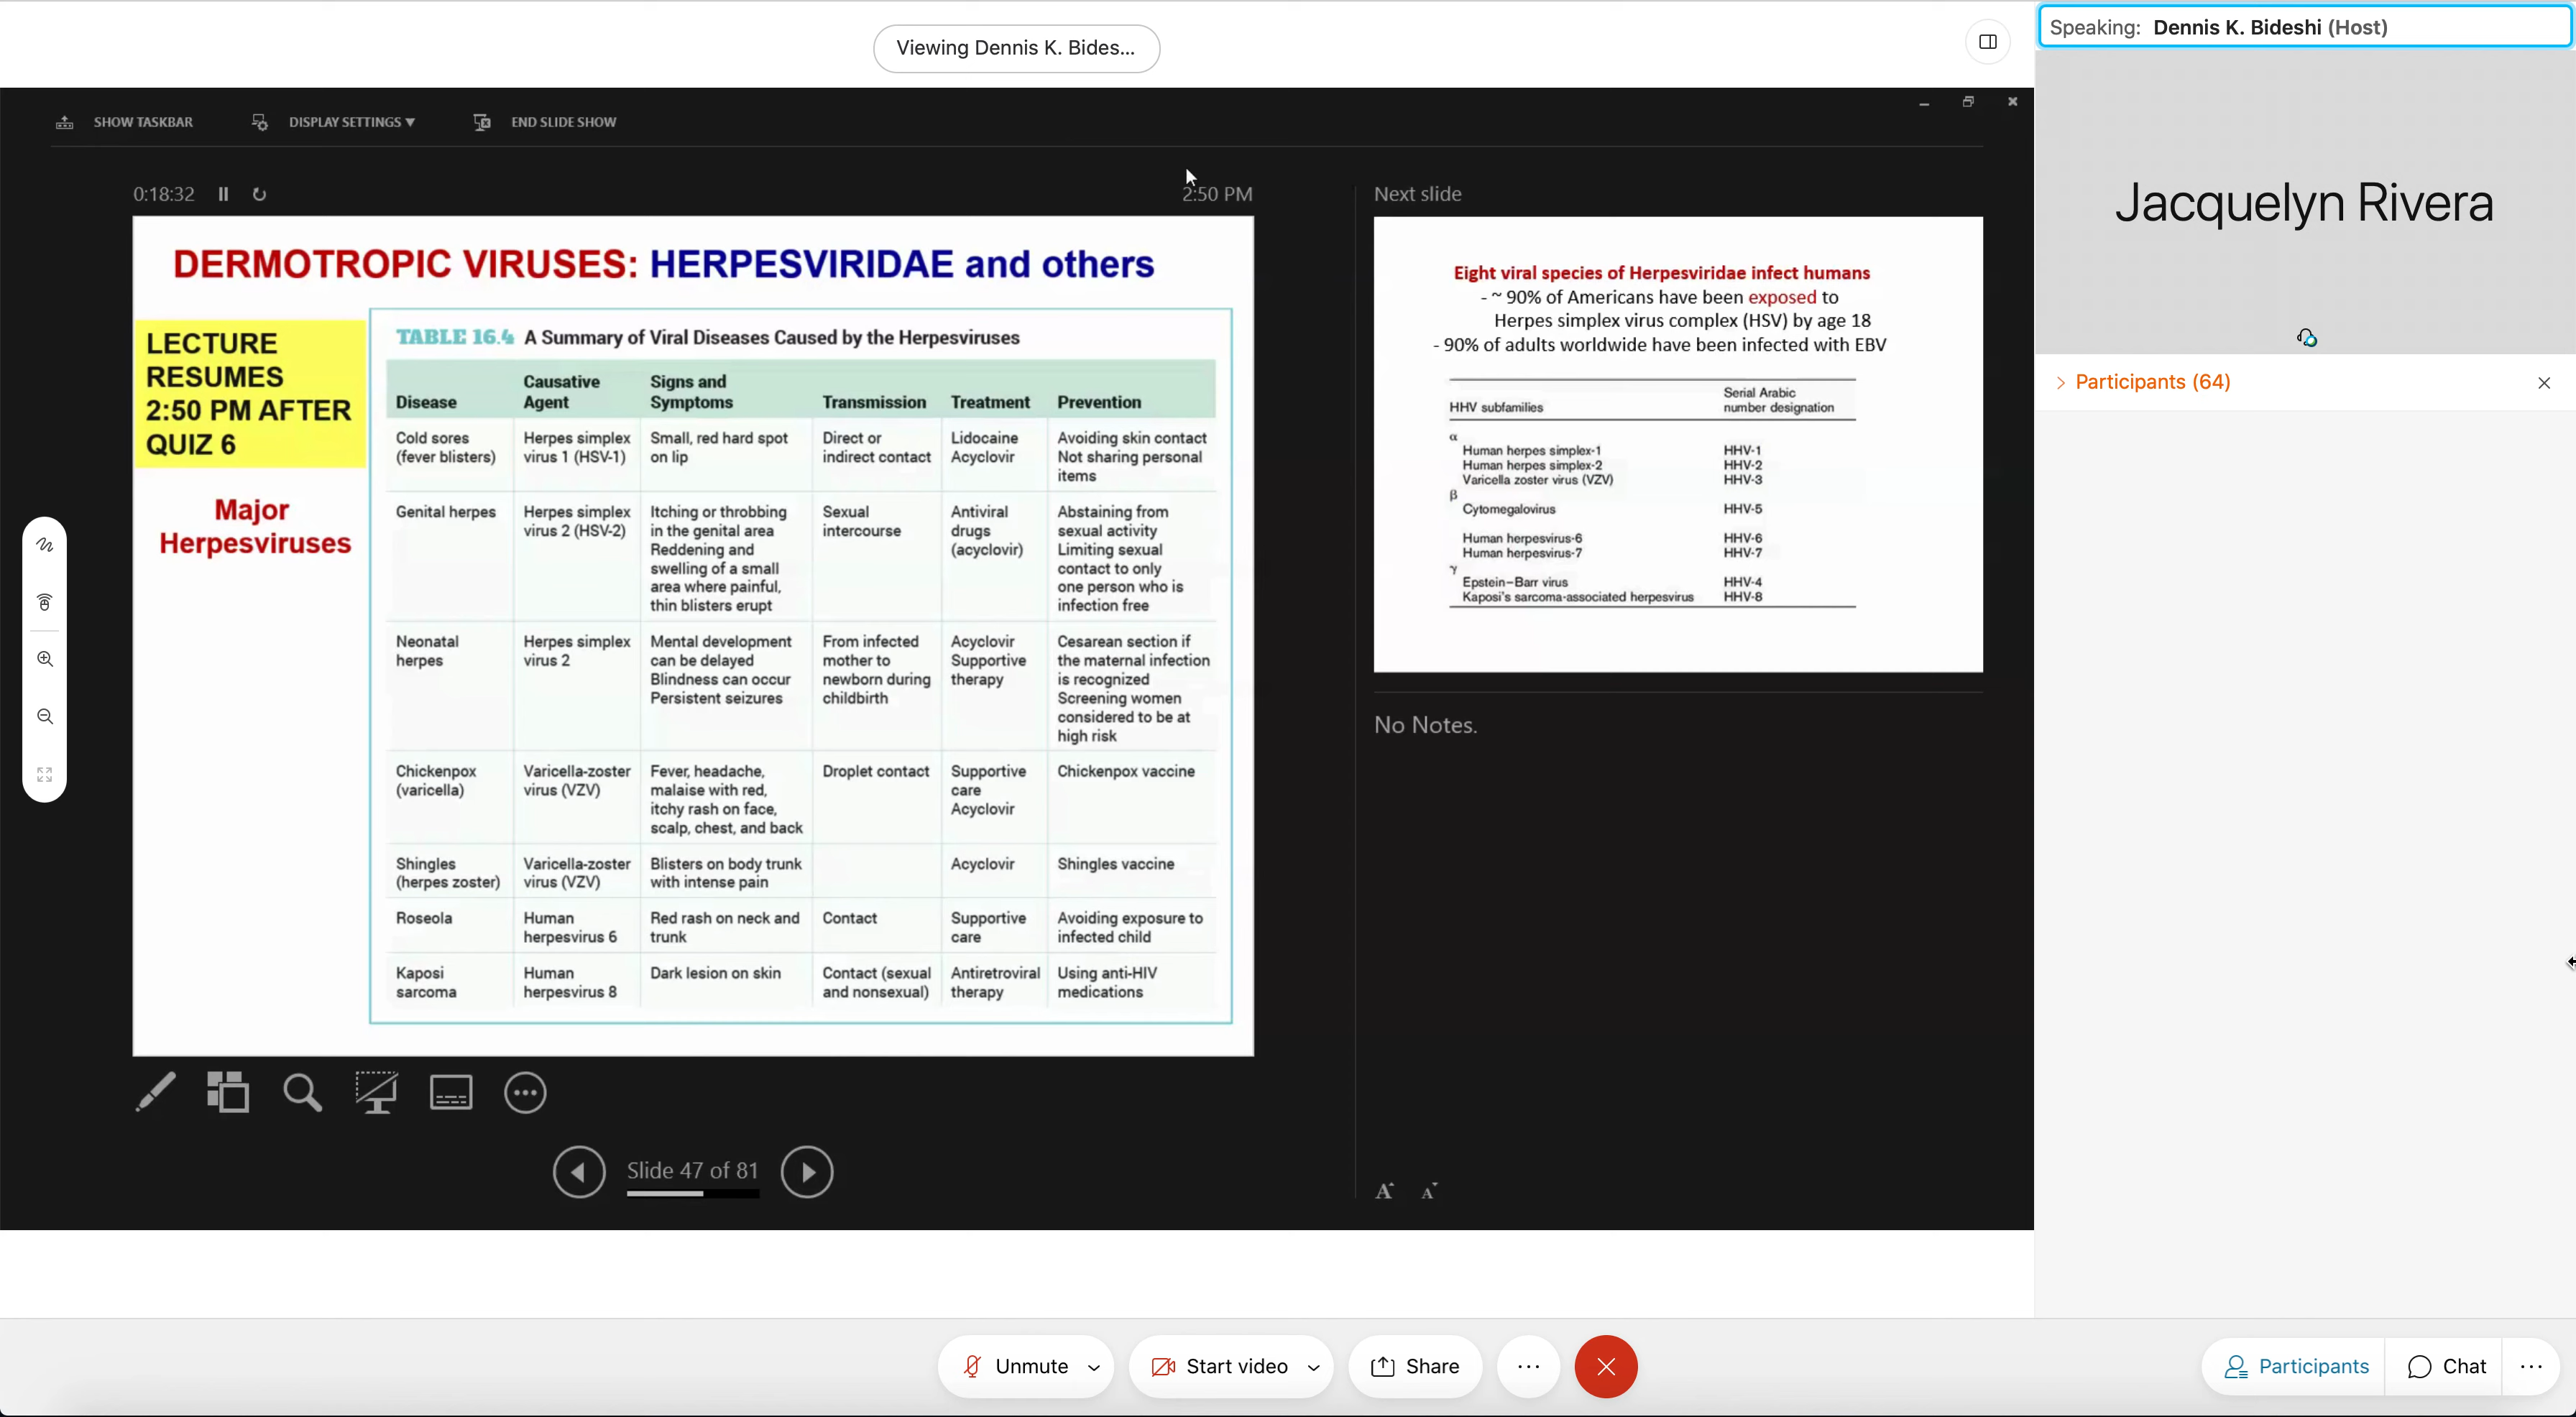 Viewing Dennis K. Bides...
Speaking: Dennis K. Bideshi (Host)
Jacquelyn Rivera
Participants (64)
SHOW TASKBAR
DISPLAY SETTINGS ▼
END SLIDE SHOW
0:18:32
2:50 PM
DERMOTROPIC VIRUSES: HERPESVIRIDAE and others
LECTURE
RESUMES
2:50 PM AFTER
QUIZ 6
Major
Herpesviruses
TABLE 16.4 A Summary of Viral Diseases Caused by the Herpesviruses
Disease
Causative
Agent
Signs and
Symptoms
Transmission
Treatment
Prevention
Cold sores
(fever blisters)
Herpes simplex
virus 1 (HSV-1)
Small, red hard spot
on lip
Direct or
indirect contact
Lidocaine
Acyclovir
Avoiding skin contact
Not sharing personal
items
Genital herpes
Herpes simplex
virus 2 (HSV-2)
Itching or throbbing
in the genital area
Reddening and
swelling of a small
area where painful,
thin blisters erupt
Sexual
intercourse
Antiviral
drugs
(acyclovir)
Abstaining from
sexual activity
Limiting sexual
contact to only
one person who is
infection free
Neonatal
herpes
Herpes simplex
virus 2
Mental development
can be delayed
Blindness can occur
Persistent seizures
From infected
mother to
newborn during
childbirth
Acyclovir
Supportive
therapy
Cesarean section if
the maternal infection
is recognized
Screening women
considered to be at
high risk
Chickenpox
(varicella)
Varicella-zoster
virus (VZV)
Fever, headache,
malaise with red,
itchy rash on face,
scalp, chest, and back
Droplet contact
Supportive
care
Acyclovir
Chickenpox vaccine
Shingles
(herpes zoster)
Varicella-zoster
virus (VZV)
Blisters on body trunk
with intense pain
Acyclovir
Shingles vaccine
Roseola
Human
herpesvirus 6
Red rash on neck and
trunk
Contact
Supportive
care
Avoiding exposure to
infected child
Kaposi
sarcoma
Human
herpesvirus 8
Dark lesion on skin
Contact (sexual
and nonsexual)
Antiretroviral
therapy
Using anti-HIV
medications
Slide 47 of 81
Next slide
Eight viral species of Herpesviridae infect humans
- ~ 90% of Americans have been exposed to
Herpes simplex virus complex (HSV) by age 18
- 90% of adults worldwide have been infected with EBV
HHV subfamilies
Serial Arabic
number designation
α
Human herpes simplex-1 HHV-1
Human herpes simplex-2 HHV-2
Varicella zoster virus (VZV) HHV-3
β
Cytomegalovirus HHV-5
Human herpesvirus-6 HHV-6
Human herpesvirus-7 HHV-7
γ
Epstein–Barr virus HHV-4
Kaposi's sarcoma-associated herpesvirus HHV-8
No Notes.
A A
Unmute
Start video
Share
Participants
Chat